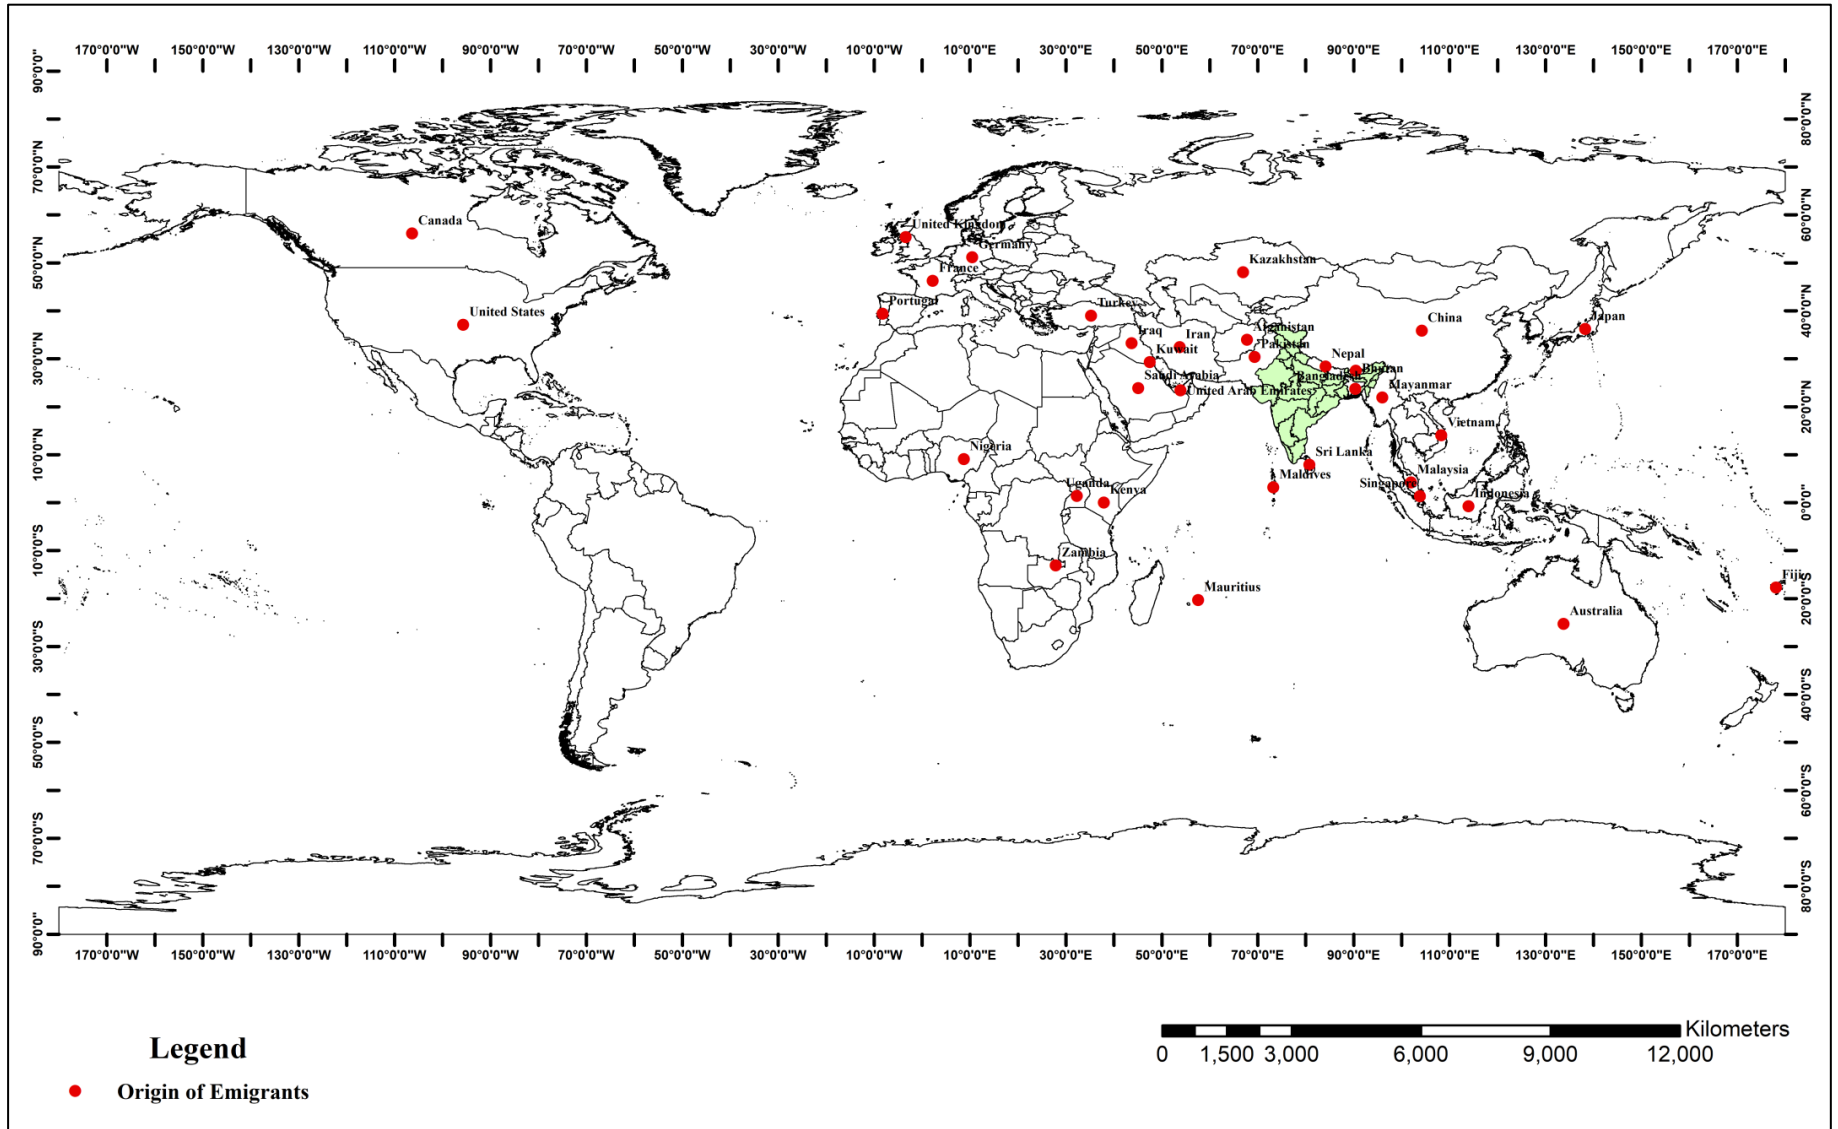 170°0'0"W 150°0'0"W 130°0'0"W 110°0'0"W 90°0'0"W 70°0'0"W 50°0'0"W 30°0'0"W 10°0'0"W 10°0'0"E 30°0'0"E 50°0'0"E 70°0'0"E 90°0'0"E 110°0'0"E 130°0'0"E 150°0'0"E 170°0'0"E
90°0'0"
80°0'0"N
70°0'0"N
60°0'0"N
50°0'0"N
40°0'0"N
30°0'0"N
20°0'0"N
10°0'0"N
0°0'0"
10°0'0"S
20°0'0"S
30°0'0"S
40°0'0"S
50°0'0"S
60°0'0"S
70°0'0"S
80°0'0"S
90°0'0"
Canada
United Kingdom
Germany
Kazakhstan
France
Portugal
Turkey
United States
China
Japan
Iraq
Iran
Afganistan
Pakistan
Kuwait
Nepal
Bhutan
Saudi Arabia
Bangladesh
United Arab Emirates
Mayanmar
Vietnam
Nigeria
Sri Lanka
Maldives
Malaysia
Uganda
Kenya
Singapore
Indonesia
Zambia
Mauritius
Fiji
Australia
170°0'0"W 150°0'0"W 130°0'0"W 110°0'0"W 90°0'0"W 70°0'0"W 50°0'0"W 30°0'0"W 10°0'0"W 10°0'0"E 30°0'0"E 50°0'0"E 70°0'0"E 90°0'0"E 110°0'0"E 130°0'0"E 150°0'0"E 170°0'0"E
Kilometers
0 1,500 3,000 6,000 9,000 12,000
Legend
Origin of Emigrants